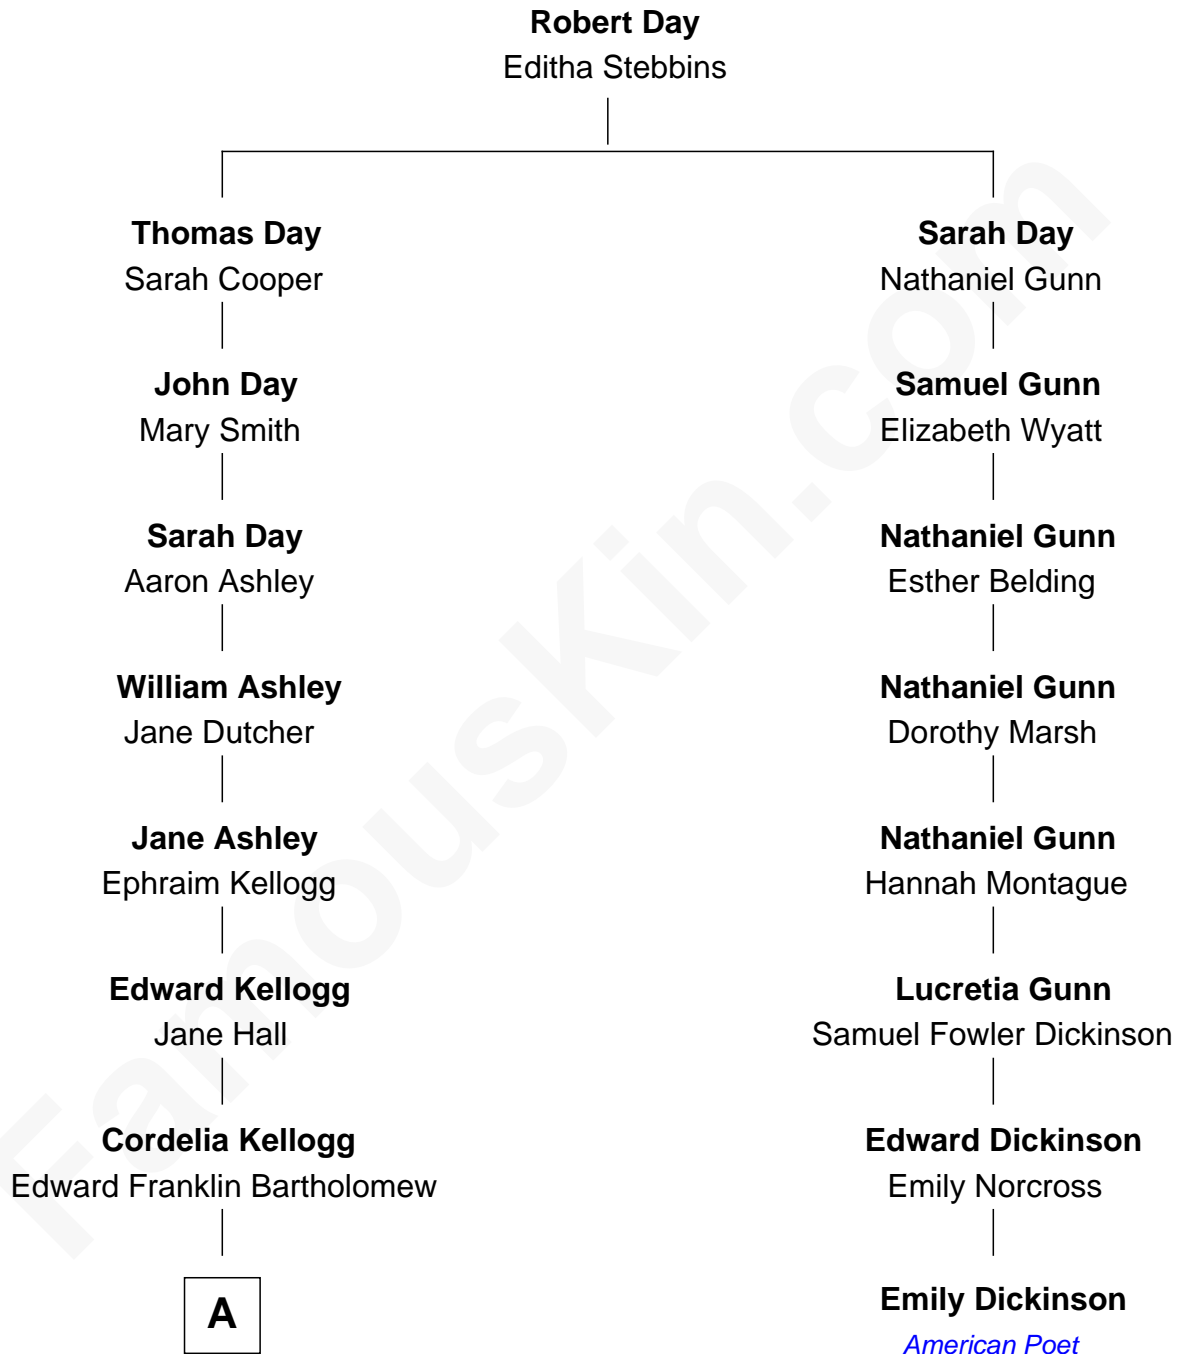 Robert Day
Editha Stebbins
Thomas Day
Sarah Cooper
Sarah Day
Nathaniel Gunn
John Day
Mary Smith
Samuel Gunn
Elizabeth Wyatt
Sarah Day
Aaron Ashley
Nathaniel Gunn
Esther Belding
William Ashley
Jane Dutcher
Nathaniel Gunn
Dorothy Marsh
Jane Ashley
Ephraim Kellogg
Nathaniel Gunn
Hannah Montague
Edward Kellogg
Jane Hall
Lucretia Gunn
Samuel Fowler Dickinson
Cordelia Kellogg
Edward Franklin Bartholomew
Edward Dickinson
Emily Norcross
A
Emily Dickinson
American Poet
FamousKin.com